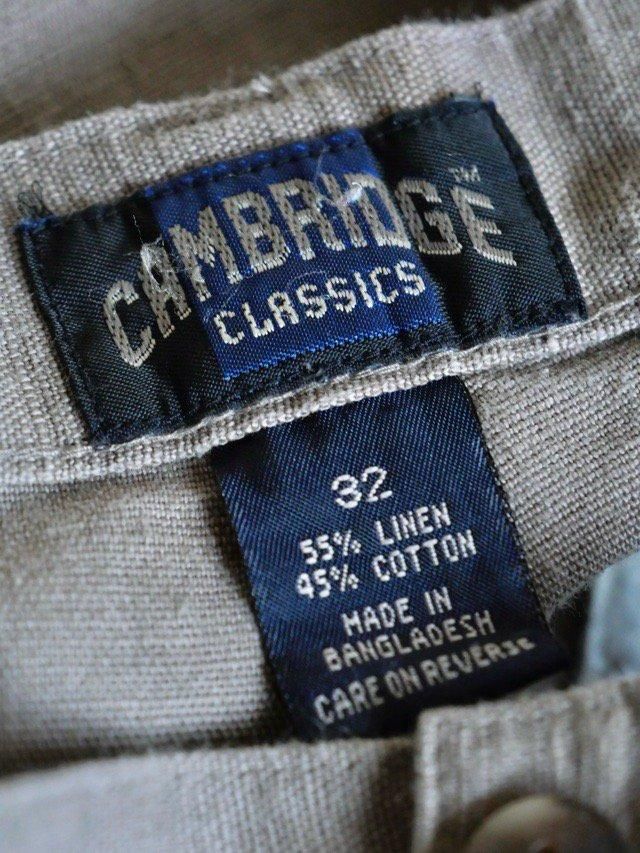 CAMBRIDGE™
CLASSICS
32
55% LINEN
45% COTTON
MADE IN
BANGLADESH
CARE ON REVERSE